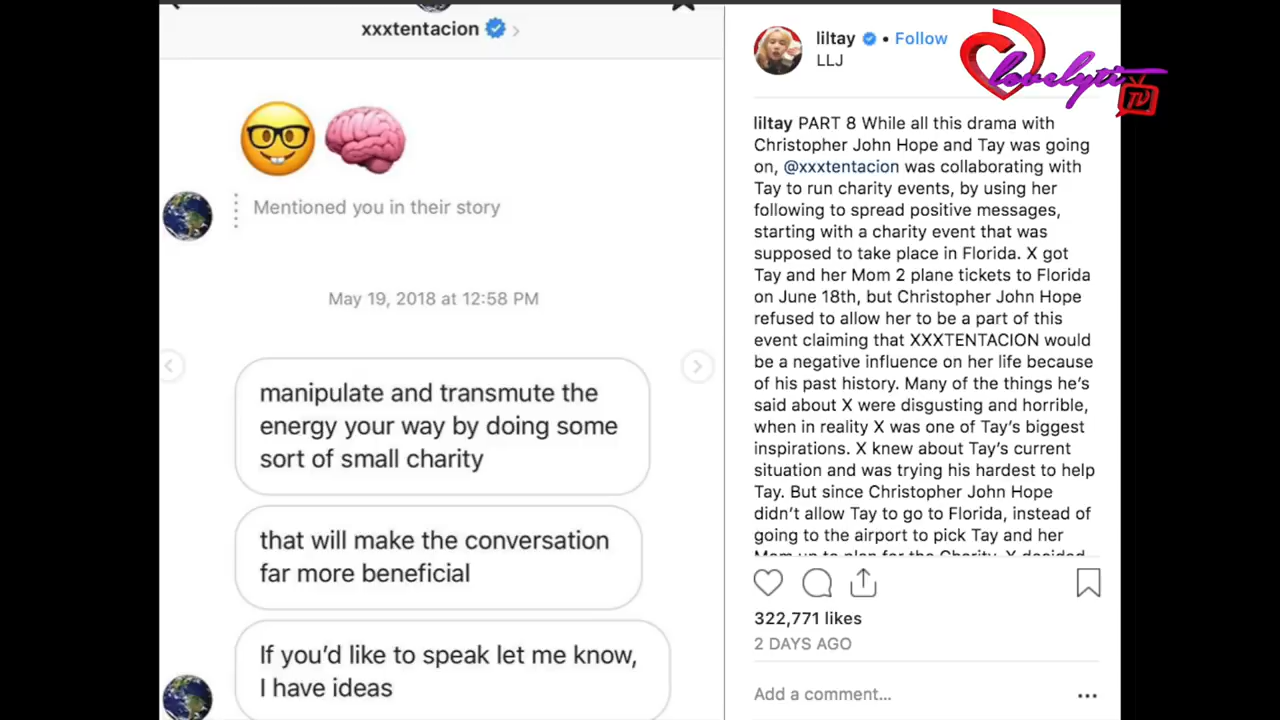 xxxtentacion
Mentioned you in their story
May 19, 2018 at 12:58 PM
manipulate and transmute the
energy your way by doing some
sort of small charity
that will make the conversation
far more beneficial
If you’d like to speak let me know,
I have ideas
liltay • Follow
LLJ
lovelyti
TV
liltay PART 8 While all this drama with
Christopher John Hope and Tay was going
on, @xxxtentacion was collaborating with
Tay to run charity events, by using her
following to spread positive messages,
starting with a charity event that was
supposed to take place in Florida. X got
Tay and her Mom 2 plane tickets to Florida
on June 18th, but Christopher John Hope
refused to allow her to be a part of this
event claiming that XXXTENTACION would
be a negative influence on her life because
of his past history. Many of the things he’s
said about X were disgusting and horrible,
when in reality X was one of Tay’s biggest
inspirations. X knew about Tay’s current
situation and was trying his hardest to help
Tay. But since Christopher John Hope
didn’t allow Tay to go to Florida, instead of
going to the airport to pick Tay and her
Mom up to plan for the Charity, X decided
322,771 likes
2 DAYS AGO
Add a comment...